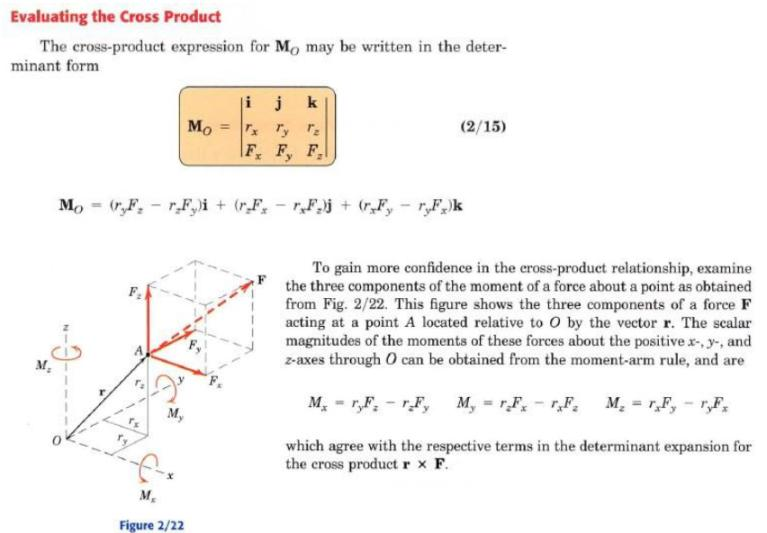 Evaluating the Cross Product
The cross-product expression for M_O may be written in the deter-
minant form
i j k
M_O = r_x r_y r_z (2/15)
F_x F_y F_z
M_O = (r_yF_z − r_zF_y)i + (r_zF_x − r_xF_z)j + (r_xF_y − r_yF_x)k
To gain more confidence in the cross-product relationship, examine
the three components of the moment of a force about a point as obtained
from Fig. 2/22. This figure shows the three components of a force F
acting at a point A located relative to O by the vector r. The scalar
magnitudes of the moments of these forces about the positive x-, y-, and
z-axes through O can be obtained from the moment-arm rule, and are
M_x = r_yF_z − r_zF_y M_y = r_zF_x − r_xF_z M_z = r_xF_y − r_yF_x
which agree with the respective terms in the determinant expansion for
the cross product r × F.
F_z
F
z
A
F_y
M_z
r
r_z
y
F_x
r_x
M_y
O
r_y
x
M_x
Figure 2/22